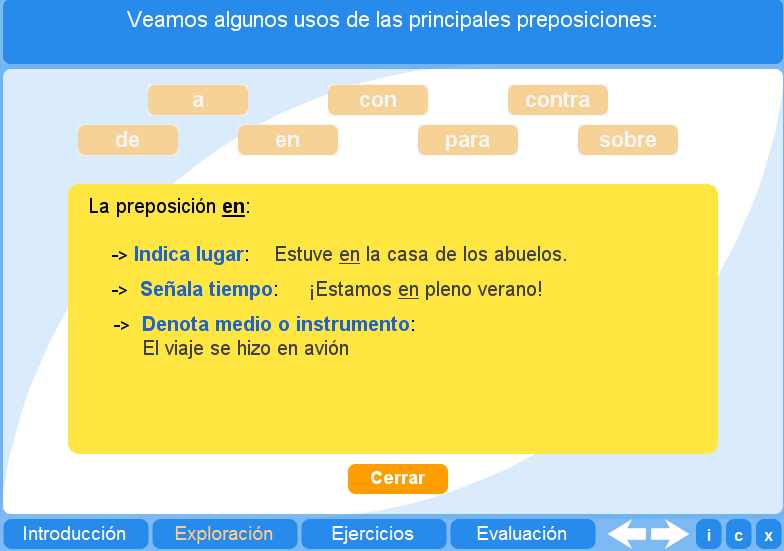 Veamos algunos usos de las principales preposiciones:
a con contra
de en para sobre
La preposición en:
-> Indica lugar: Estuve en la casa de los abuelos.
-> Señala tiempo: ¡Estamos en pleno verano!
-> Denota medio o instrumento:
El viaje se hizo en avión
Cerrar
Introducción Exploración Ejercicios Evaluación i c x